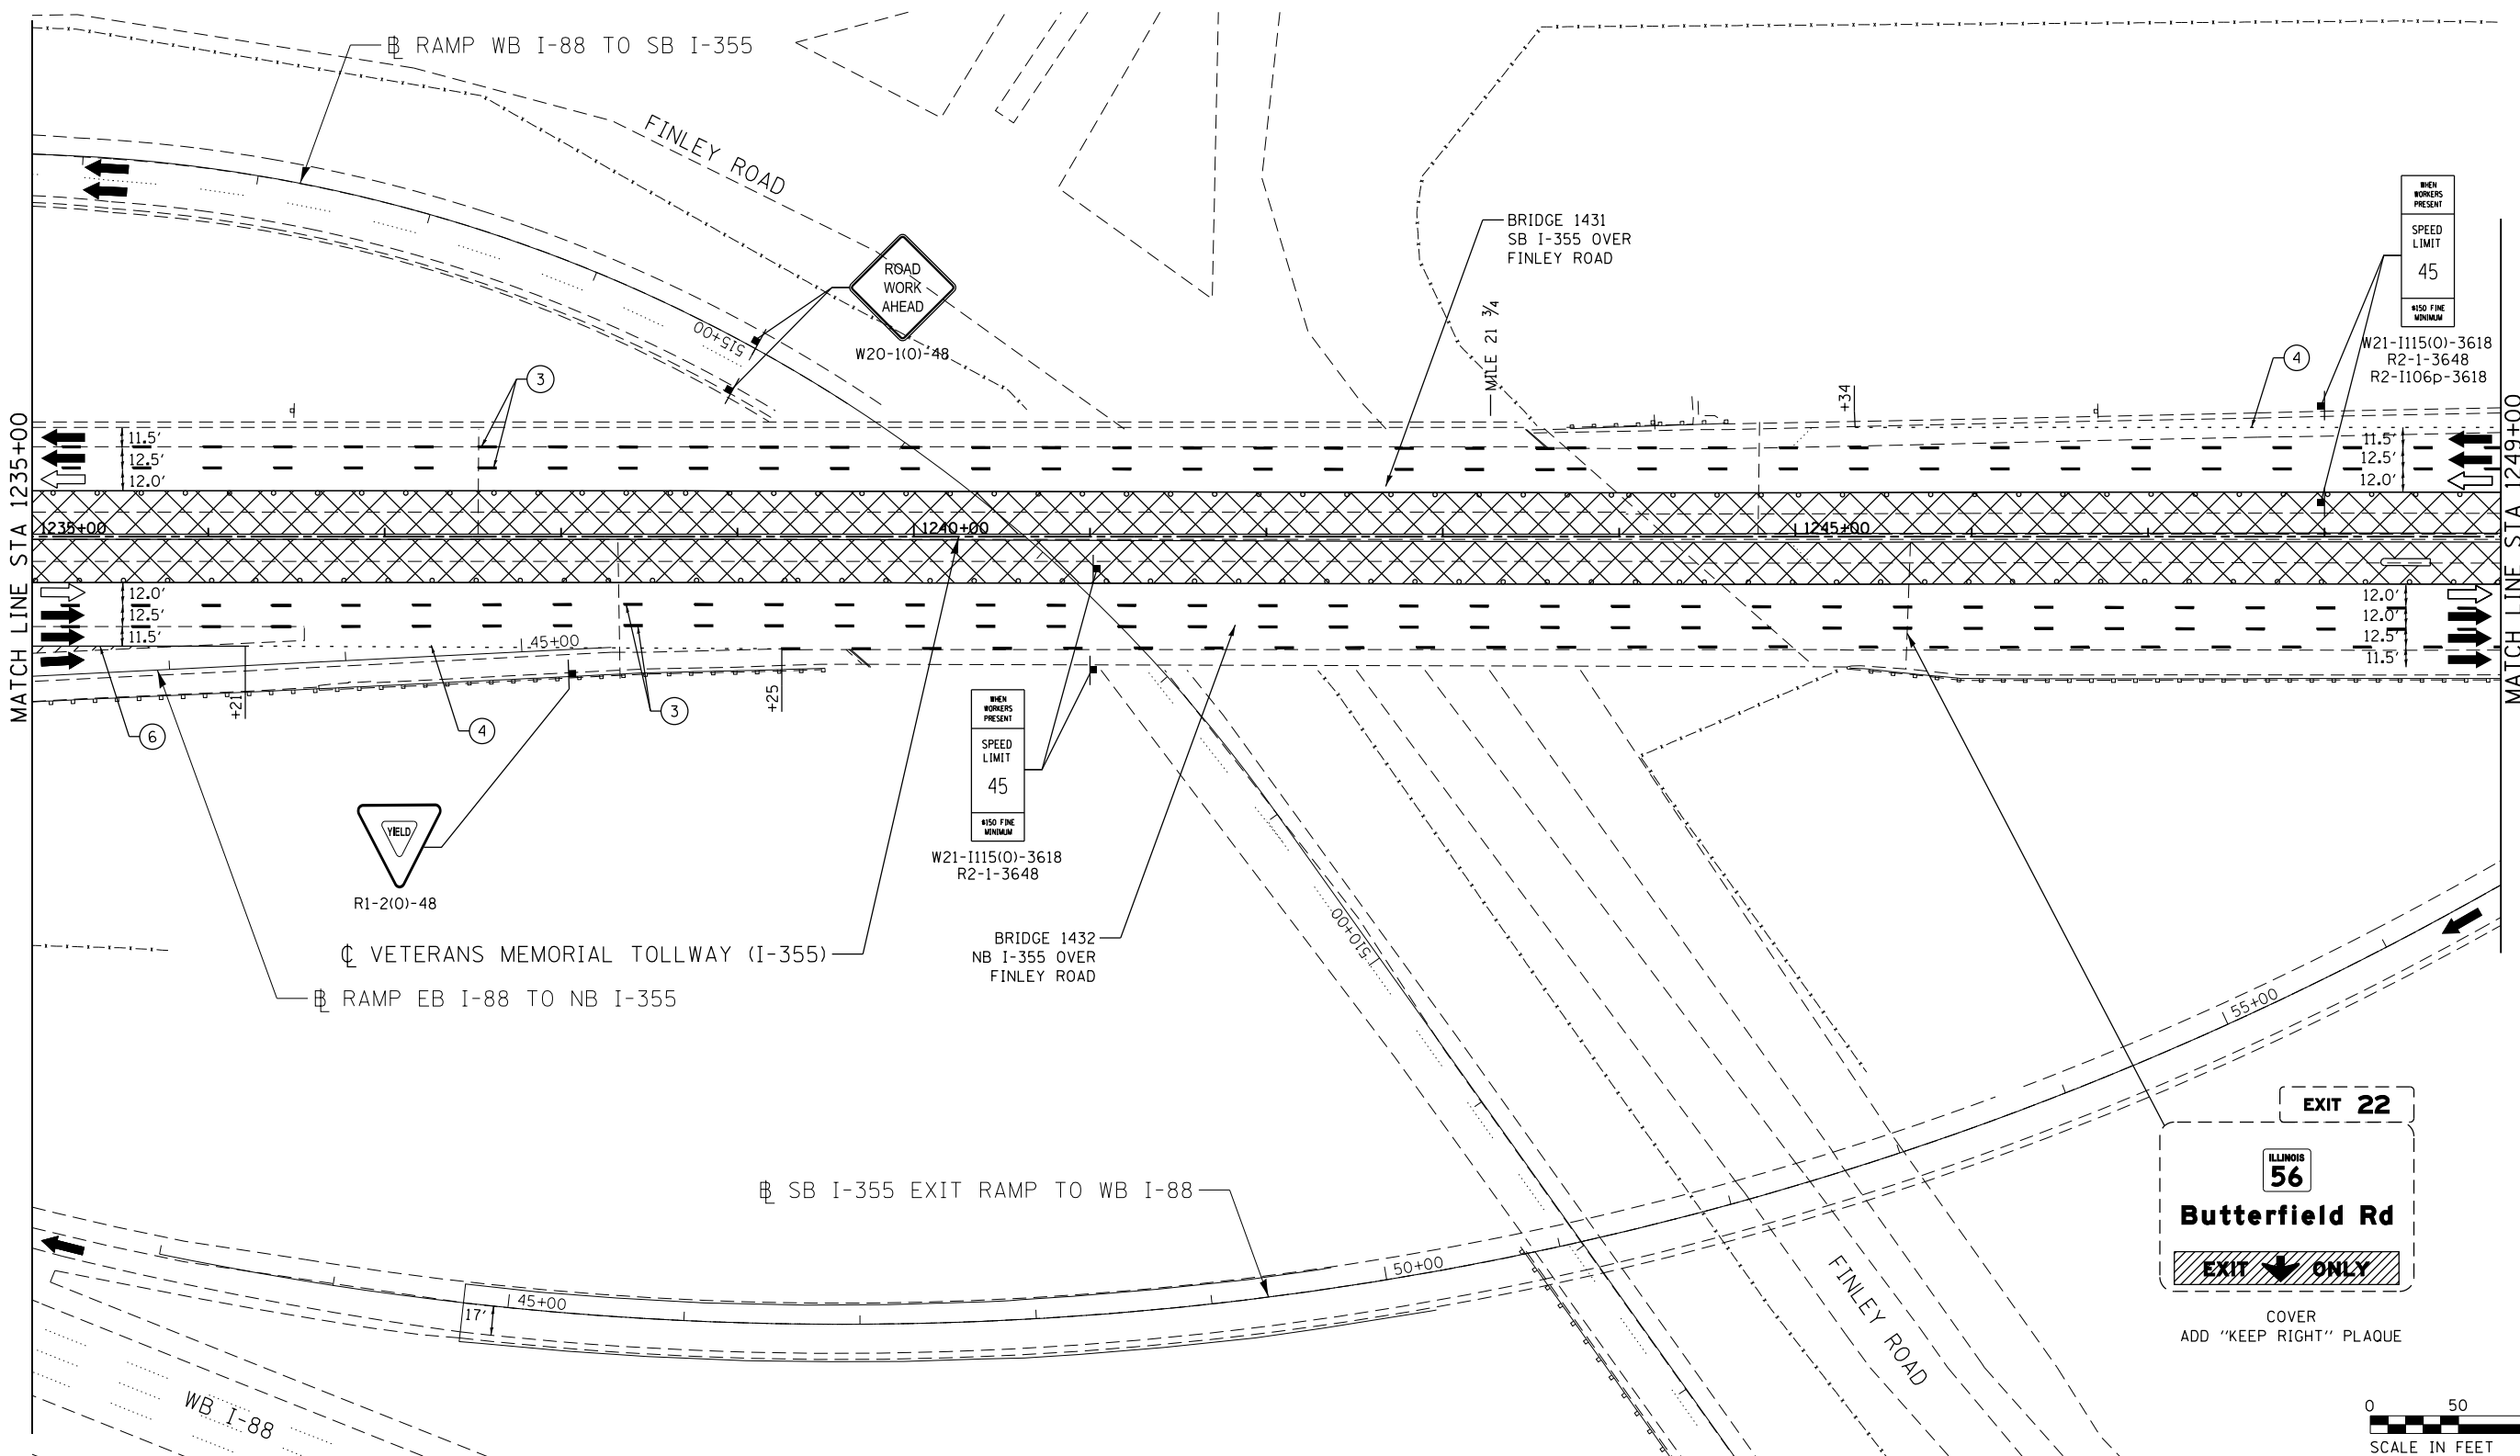 ℄ RAMP WB I-88 TO SB I-355
FINLEY ROAD
ROAD
WORK
AHEAD
W20-1(O)-48
515+00
BRIDGE 1431
SB I-355 OVER
FINLEY ROAD
MILE 21 ¾
+34
WHEN
WORKERS
PRESENT
SPEED
LIMIT
45
$150 FINE
MINIMUM
W21-I115(O)-3618
R2-1-3648
R2-I106p-3618
4
3
MATCH LINE STA 1235+00
MATCH LINE STA 1249+00
11.5'
12.5'
12.0'
11.5'
12.5'
12.0'
1235+00
1240+00
1245+00
12.0'
12.5'
11.5'
12.0'
12.0'
12.5'
11.5'
45+00
+21
+25
6
4
3
YIELD
R1-2(O)-48
WHEN
WORKERS
PRESENT
SPEED
LIMIT
45
$150 FINE
MINIMUM
W21-I115(O)-3618
R2-1-3648
BRIDGE 1432
NB I-355 OVER
FINLEY ROAD
℄ VETERANS MEMORIAL TOLLWAY (I-355)
℄ RAMP EB I-88 TO NB I-355
510+00
55+00
℄ SB I-355 EXIT RAMP TO WB I-88
50+00
45+00
17'
WB I-88
FINLEY ROAD
EXIT 22
ILLINOIS
56
Butterfield Rd
EXIT ONLY
COVER
ADD "KEEP RIGHT" PLAQUE
0 50
SCALE IN FEET